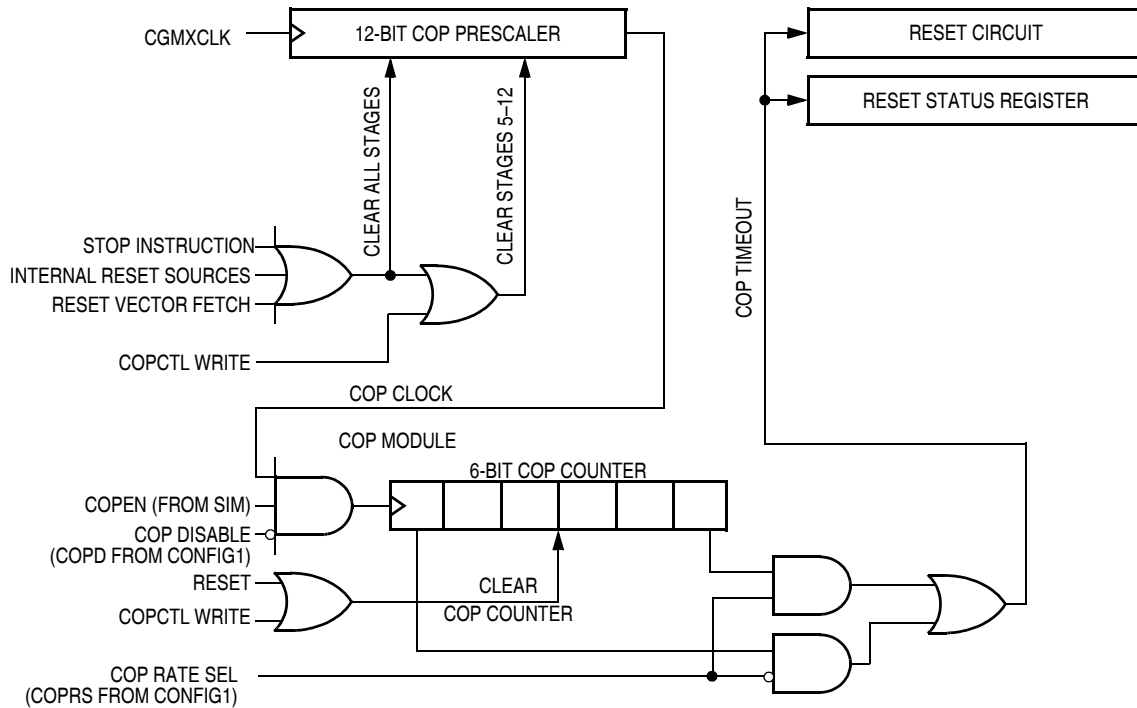 CGMXCLK
12-BIT COP PRESCALER
RESET CIRCUIT
RESET STATUS REGISTER
CLEAR ALL STAGES
CLEAR STAGES 5–12
COP TIMEOUT
STOP INSTRUCTION
INTERNAL RESET SOURCES
RESET VECTOR FETCH
COPCTL WRITE
COP CLOCK
COP MODULE
6-BIT COP COUNTER
COPEN (FROM SIM)
COP DISABLE
(COPD FROM CONFIG1)
RESET
COPCTL WRITE
CLEAR
COP COUNTER
COP RATE SEL
(COPRS FROM CONFIG1)